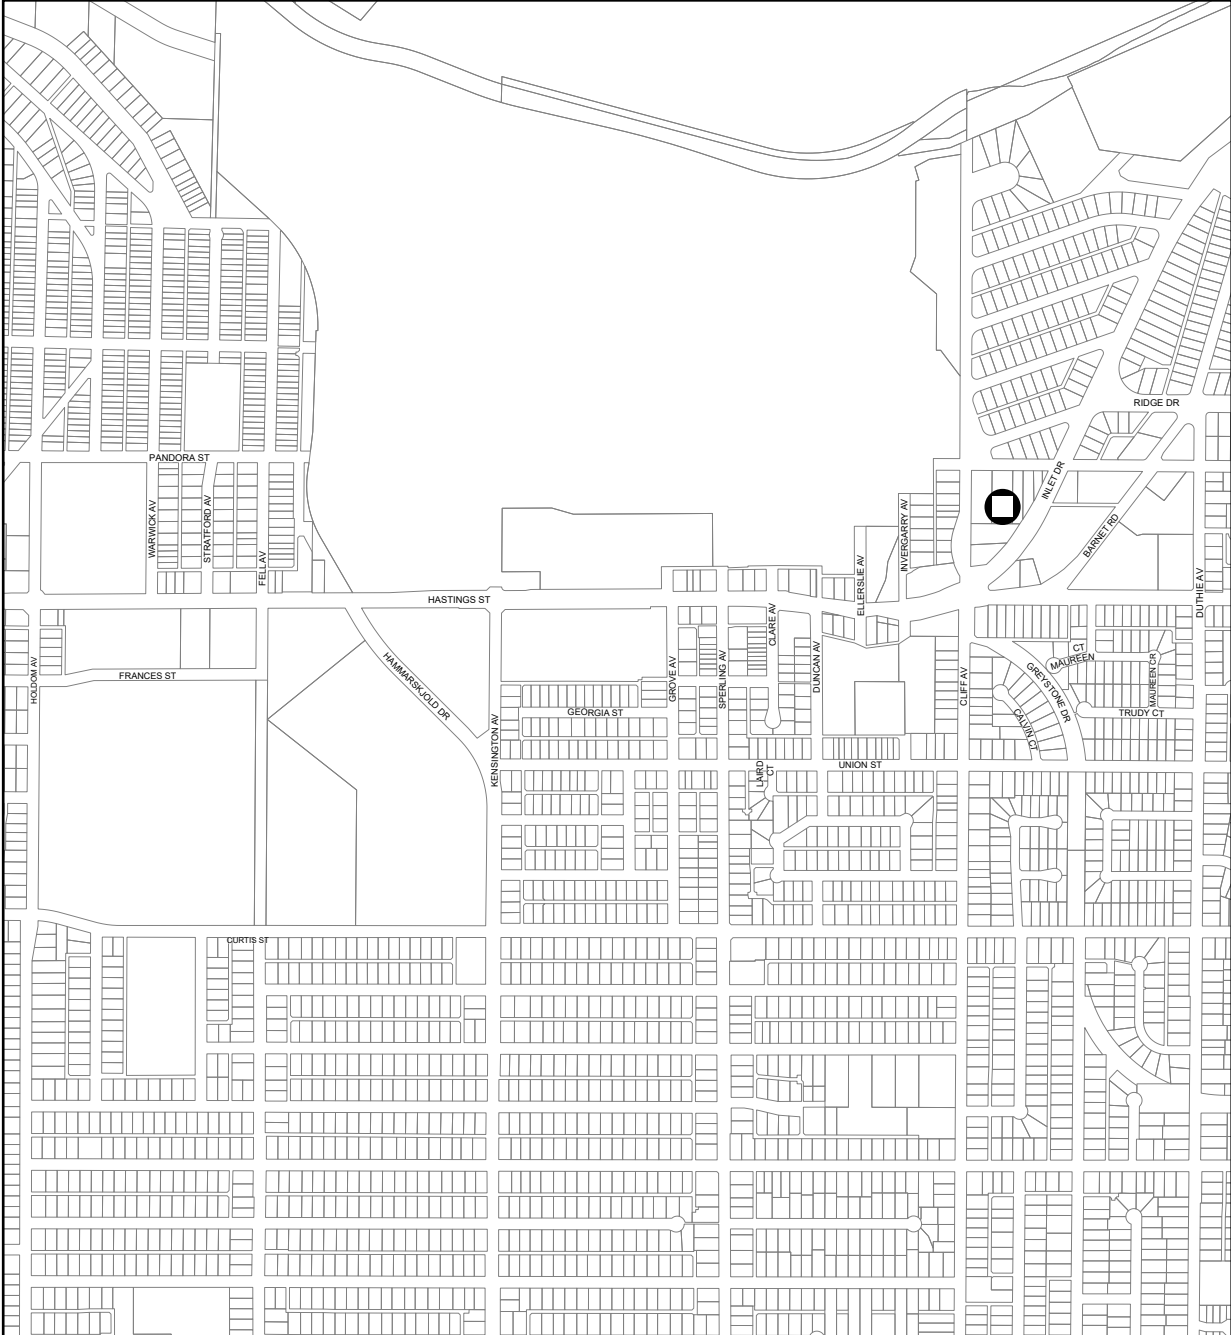 RIDGE DR
PANDORA ST
INLET DR
WARWICK AV
STRATFORD AV
INVERGARRY AV
BARNET RD
FELL AV
ELLERSLIE AV
DUTHIE AV
HASTINGS ST
CLARE AV
CT
MAUREEN
HOLDOM AV
FRANCES ST
HAMMARSKJOLD DR
GROVE AV
SPERLING AV
DUNCAN AV
CLIFF AV
GREYSTONE DR
MAUREEN CR
GEORGIA ST
CALVIN CT
TRUDY CT
KENSINGTON AV
LAIRD
CT
UNION ST
CURTIS ST